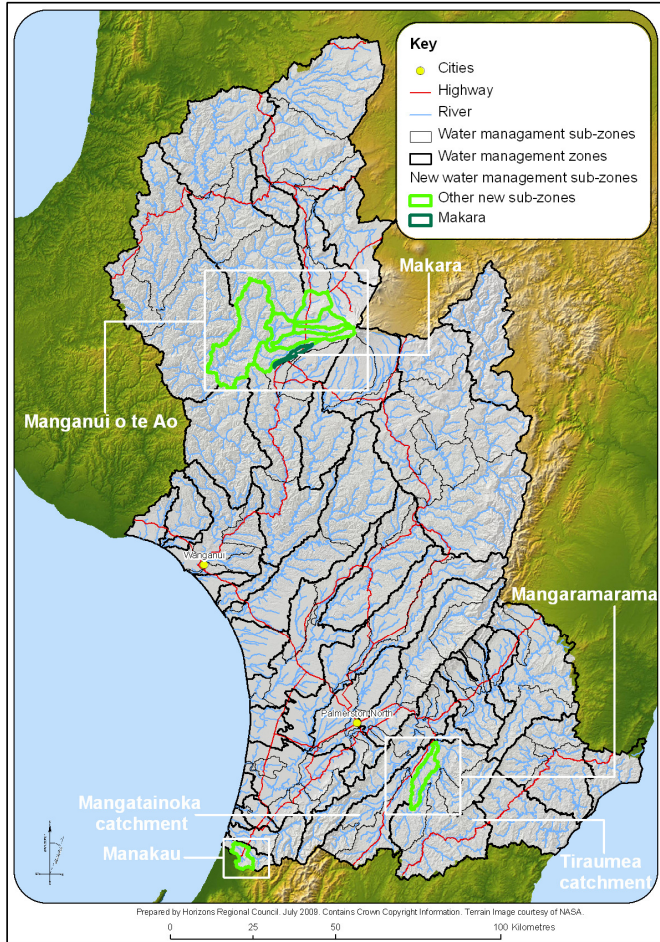 Key
Cities
Highway
River
Water managament sub-zones
Water management zones
New water management sub-zones
Other new sub-zones
Makara
Makara
Manganui o te Ao
Wanganui
Mangaramarama
Palmerston North
Mangatainoka
catchment
Manakau
Tiraumea
catchment
Prepared by Horizons Regional Council. July 2009. Contains Crown Copyright Information. Terrain Image courtesy of NASA.
0 25 50 100 Kilometres